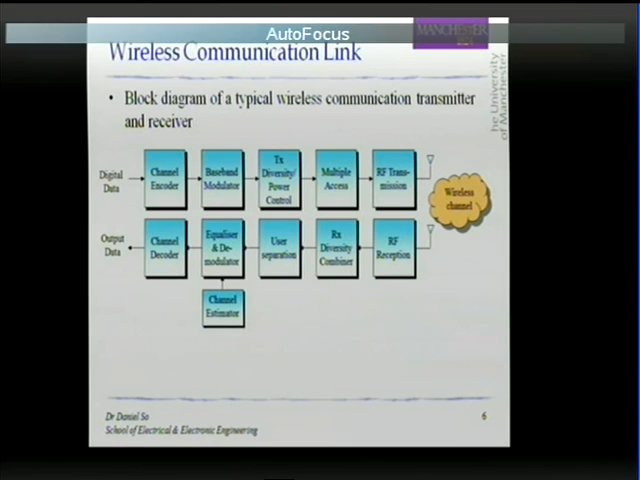 AutoFocus
MANCHESTER
1824
Wireless Communication Link
The University
of Manchester
• Block diagram of a typical wireless communication transmitter
and receiver
Digital
Data
Channel
Encoder
Baseband
Modulator
Tx
Diversity/
Power
Control
Multiple
Access
RF Trans-
mission
Wireless
channel
Output
Data
Channel
Decoder
Equaliser
& De-
modulator
User
separation
Rx
Diversity
Combiner
RF
Reception
Channel
Estimator
Dr Daniel So
School of Electrical & Electronic Engineering
6